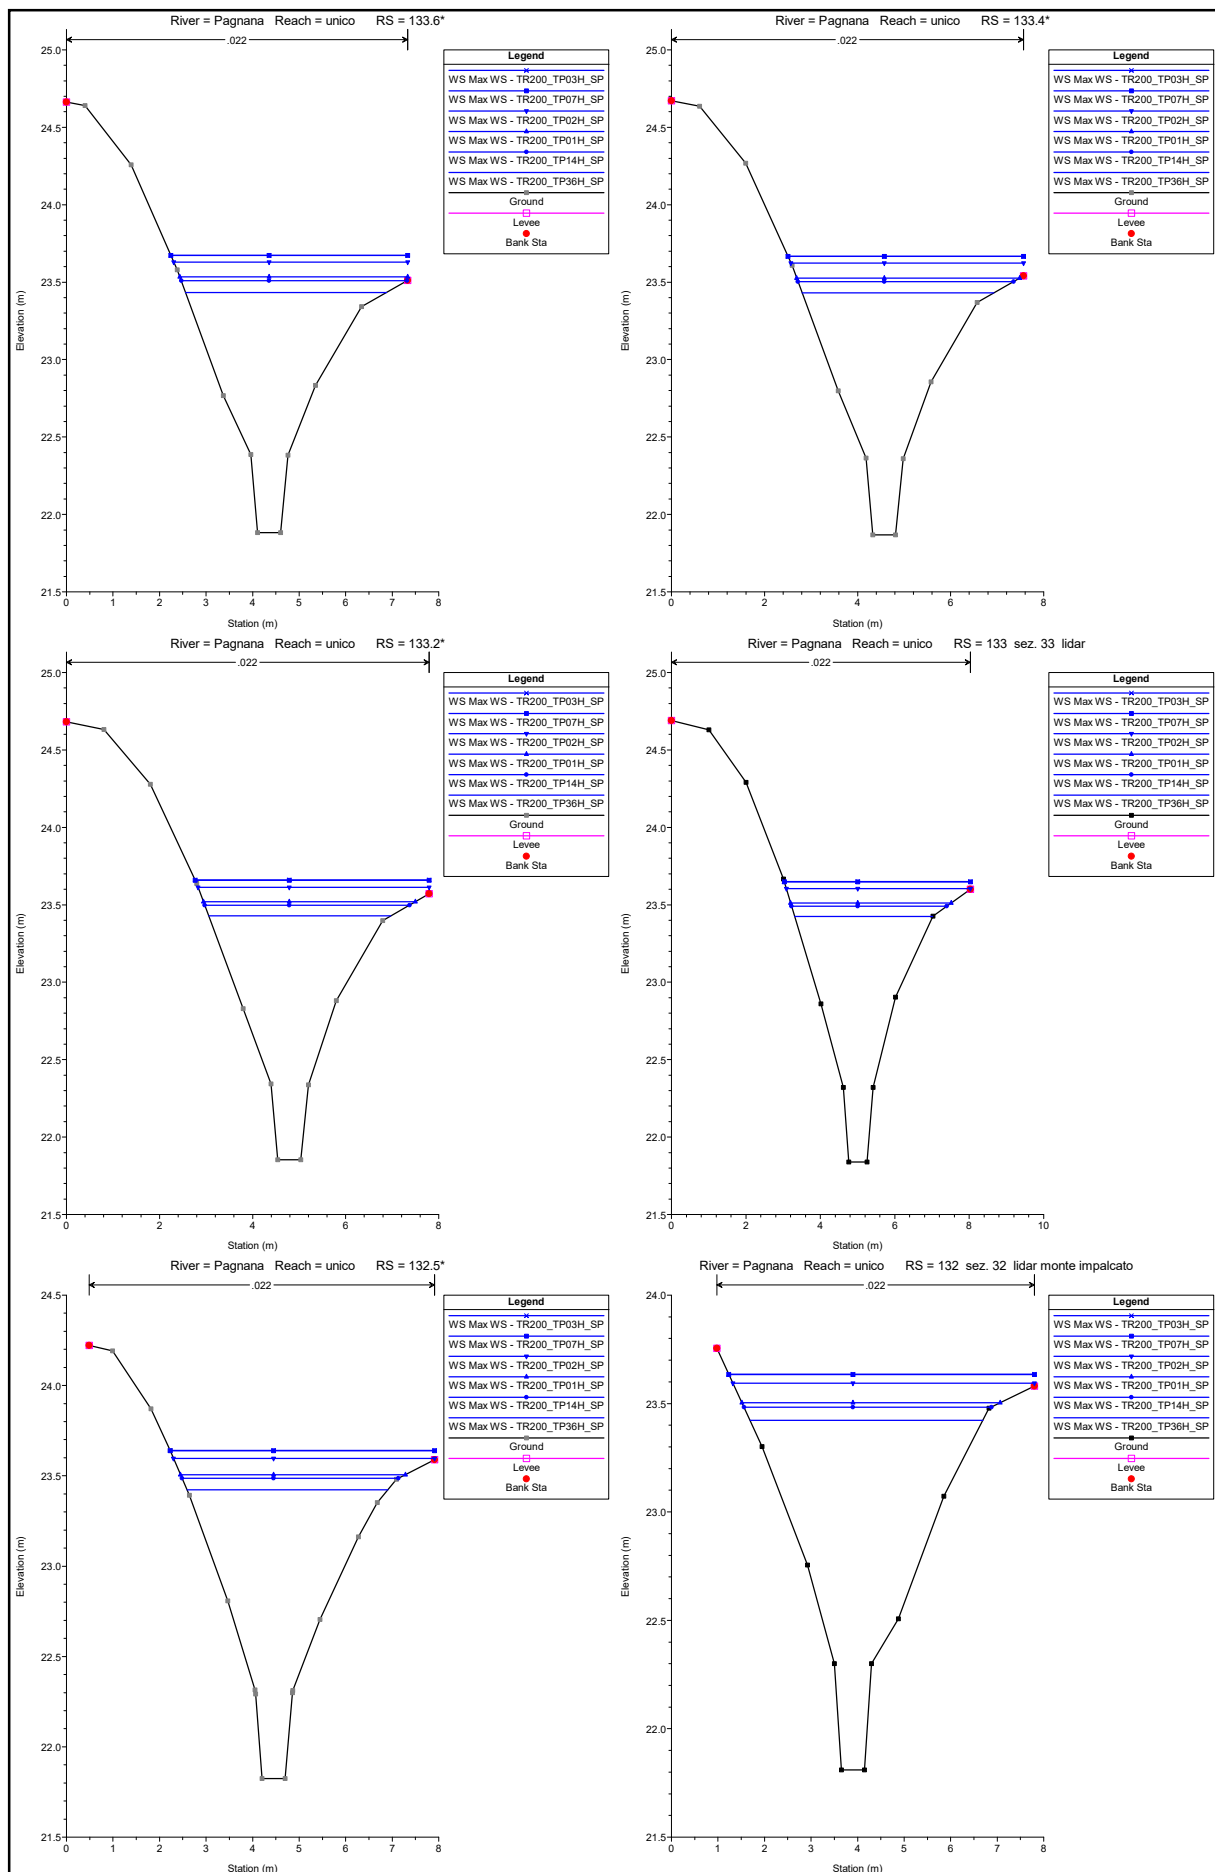 River = Pagnana   Reach = unico      RS = 133.6*
.022
25.0
24.5
24.0
23.5
23.0
22.5
22.0
21.5
0 1 2 3 4 5 6 7 8
Station (m)
Elevation (m)
Legend
WS Max WS - TR200_TP03H_SP
WS Max WS - TR200_TP07H_SP
WS Max WS - TR200_TP02H_SP
WS Max WS - TR200_TP01H_SP
WS Max WS - TR200_TP14H_SP
WS Max WS - TR200_TP36H_SP
Ground
Levee
Bank Sta
River = Pagnana   Reach = unico      RS = 133.4*
.022
25.0
24.5
24.0
23.5
23.0
22.5
22.0
21.5
0 2 4 6 8
Station (m)
Elevation (m)
Legend
WS Max WS - TR200_TP03H_SP
WS Max WS - TR200_TP07H_SP
WS Max WS - TR200_TP02H_SP
WS Max WS - TR200_TP01H_SP
WS Max WS - TR200_TP14H_SP
WS Max WS - TR200_TP36H_SP
Ground
Levee
Bank Sta
River = Pagnana   Reach = unico      RS = 133.2*
.022
25.0
24.5
24.0
23.5
23.0
22.5
22.0
21.5
0 2 4 6 8
Station (m)
Elevation (m)
Legend
WS Max WS - TR200_TP03H_SP
WS Max WS - TR200_TP07H_SP
WS Max WS - TR200_TP02H_SP
WS Max WS - TR200_TP01H_SP
WS Max WS - TR200_TP14H_SP
WS Max WS - TR200_TP36H_SP
Ground
Levee
Bank Sta
River = Pagnana   Reach = unico      RS = 133  sez. 33  lidar
.022
25.0
24.5
24.0
23.5
23.0
22.5
22.0
21.5
0 2 4 6 8 10
Station (m)
Elevation (m)
Legend
WS Max WS - TR200_TP03H_SP
WS Max WS - TR200_TP07H_SP
WS Max WS - TR200_TP02H_SP
WS Max WS - TR200_TP01H_SP
WS Max WS - TR200_TP14H_SP
WS Max WS - TR200_TP36H_SP
Ground
Levee
Bank Sta
River = Pagnana   Reach = unico      RS = 132.5*
.022
24.5
24.0
23.5
23.0
22.5
22.0
21.5
0 1 2 3 4 5 6 7 8
Station (m)
Elevation (m)
Legend
WS Max WS - TR200_TP03H_SP
WS Max WS - TR200_TP07H_SP
WS Max WS - TR200_TP02H_SP
WS Max WS - TR200_TP01H_SP
WS Max WS - TR200_TP14H_SP
WS Max WS - TR200_TP36H_SP
Ground
Levee
Bank Sta
River = Pagnana   Reach = unico      RS = 132  sez. 32  lidar monte impalcato
.022
24.0
23.5
23.0
22.5
22.0
21.5
0 1 2 3 4 5 6 7 8
Station (m)
Elevation (m)
Legend
WS Max WS - TR200_TP03H_SP
WS Max WS - TR200_TP07H_SP
WS Max WS - TR200_TP02H_SP
WS Max WS - TR200_TP01H_SP
WS Max WS - TR200_TP14H_SP
WS Max WS - TR200_TP36H_SP
Ground
Levee
Bank Sta